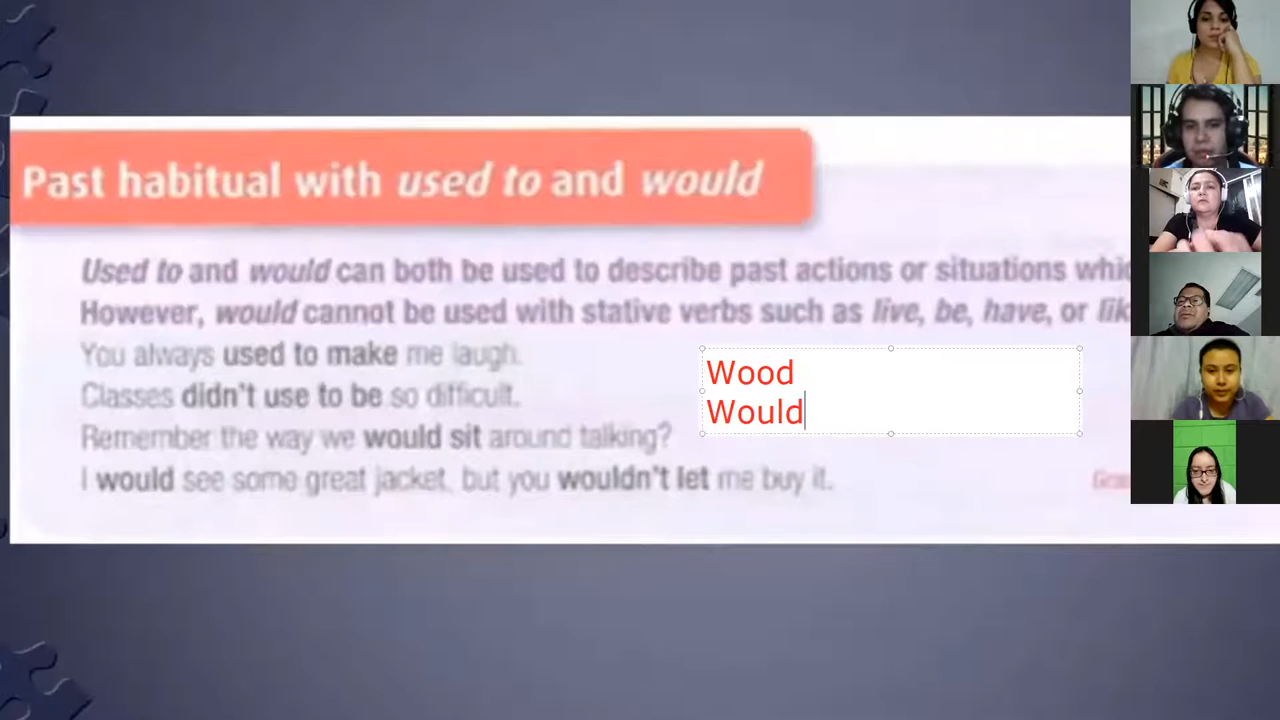 Past habitual with used to and would
Used to and would can both be used to describe past actions or situations
However, would cannot be used with stative verbs such as live, be, have, or
You always used to make me laugh.
Classes didn't use to be so difficult.
Remember the way we would sit around talking?
I would see some great jacket, but you wouldn't let me buy it.
Wood
Would